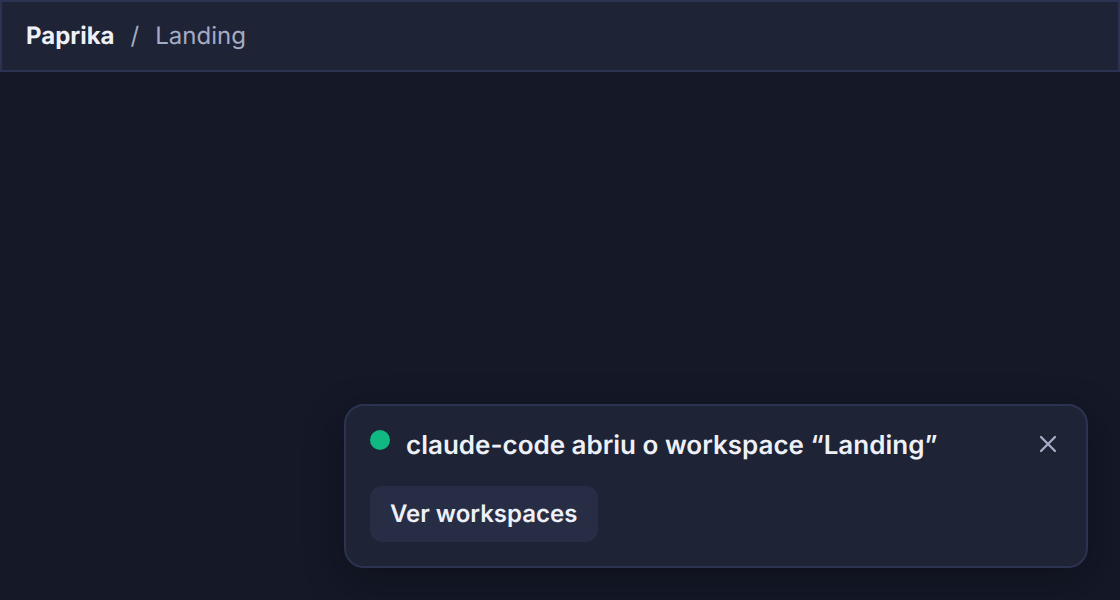 Paprika / Landing
claude-code abriu o workspace “Landing”
Ver workspaces